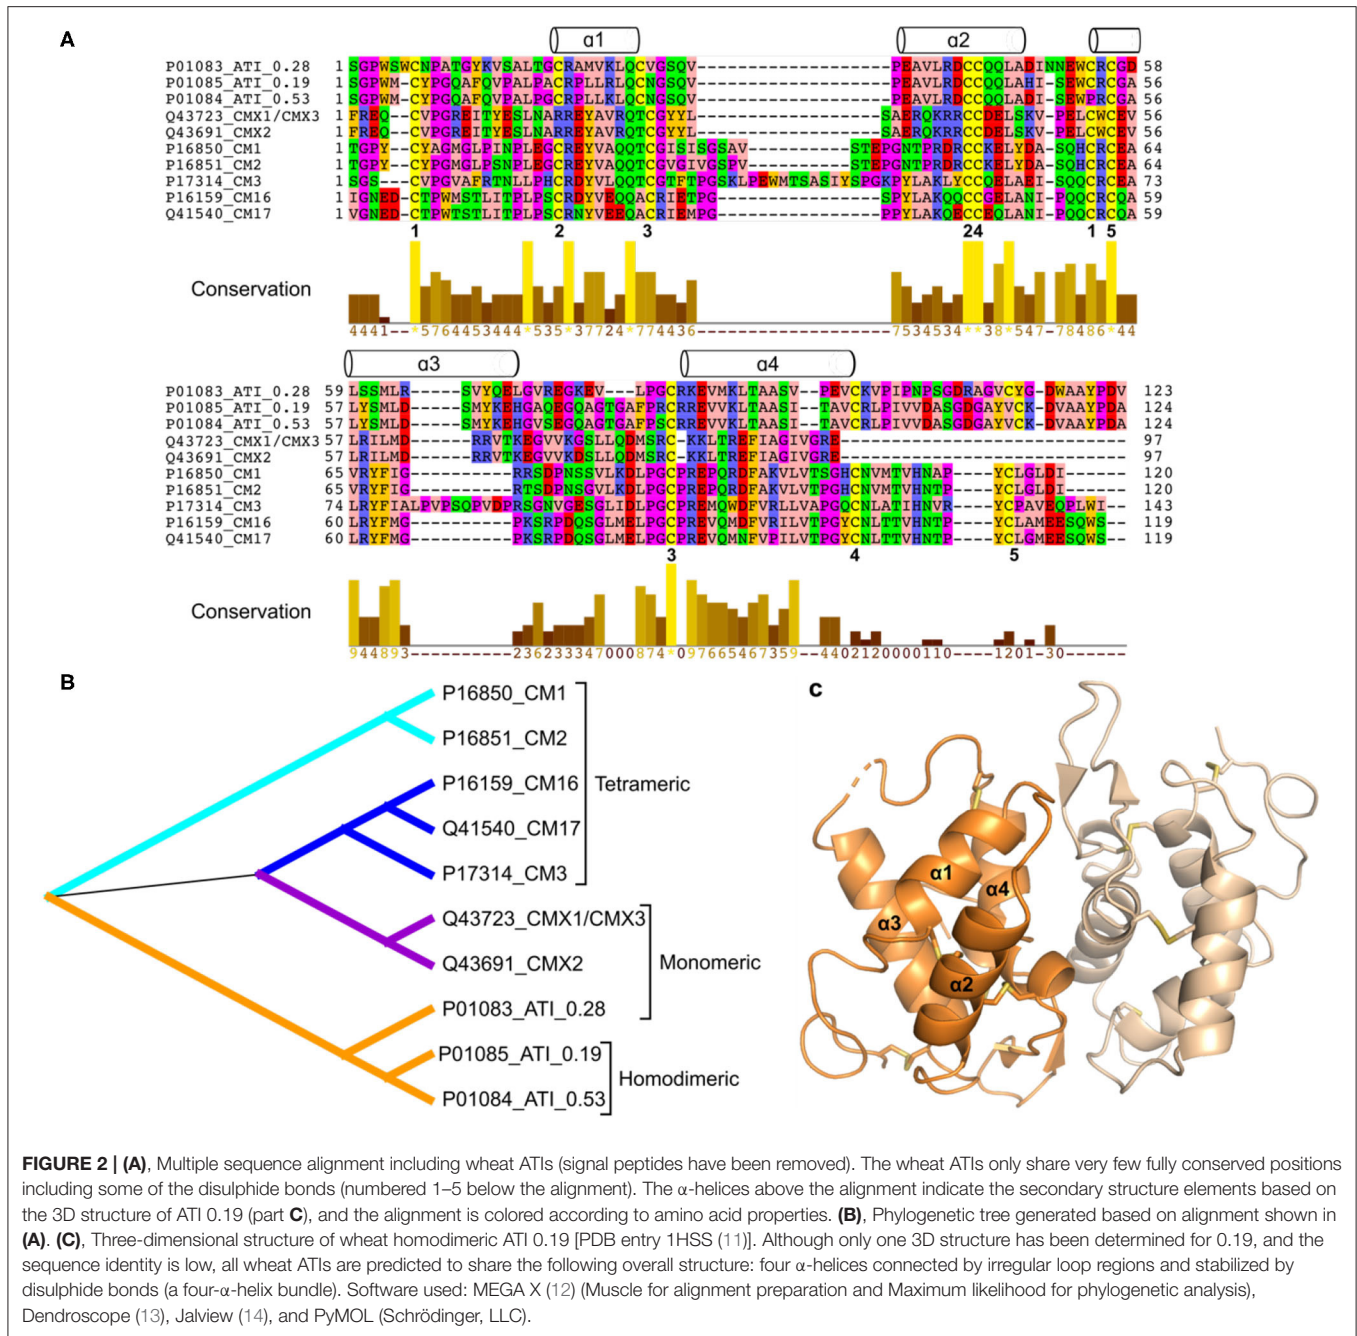 A
α1
α2
P01083_ATI_0.28 1 SGPWSWCNPATGYKVSALTGCRAMVKLQCVGSQV-------------------PEAVLRDCCQQLADINNEWCRCGD 58
P01085_ATI_0.19 1 SGPWM-CYPGQAFQVPALPACRPLLRLQCNGSQV-------------------PEAVLRDCCQQLAHI-SEWCRCGA 56
P01084_ATI_0.53 1 SGPWM-CYPGQAFQVPALPGCRPLLKLQCNGSQV-------------------PEAVLRDCCQQLADI-SEWPRCGA 56
Q43723_CMX1/CMX3 1 FREQ--CVPGREITYESLNARREYAVRQTCGYYL------------------SAERQKRRCCDELSKV-PELCWCEV 56
Q43691_CMX2 1 FREQ--CVPGREITYESLNARREYAVRQTCGYYL------------------SAERQKRRCCDELSKV-PELCWCEV 56
P16850_CM1 1 TGPY--CYAGMGLPINPLEGCREYVAQQTCGISISGSAV----------STEPGNTPRDRCCKELYDA-SQHCRCEA 64
P16851_CM2 1 TGPY--CYPGMGLPSNPLEGCREYVAQQTCGVGIVGSPV----------STEPGNTPRDRCCKELYDA-SQHCRCEA 64
P17314_CM3 1 SGS---CVPGVAFRTNLLPHCRDYVLQQTCGTFTPGSKLPEWMTSASIYSPGKPYLAKLYCCQELAEI-SQQCRCEA 73
P16159_CM16 1 IGNED-CTPWMSTLITPLPSCRDYVEQQACRIETPG----------------SPYLAKQQCCGELANI-PQQCRCQA 59
Q41540_CM17 1 VGNED-CTPWTSTLITPLPSCRNYVEEQACRIEMPG----------------PPYLAKQECCEQLANI-PQQCRCQA 59
1 2 3 24 1 5
Conservation
4441--*5764453444*535*37724*774436-------------------7534534**38*547-78486*44
α3
α4
P01083_ATI_0.28 59 LSSMLR-----SVYQELGVREGKEV---LPGCRKEVMKLTAASV--PEVCKVPIPNPSGDRAGVCYG-DWAAYPDV 123
P01085_ATI_0.19 57 LYSMLD-----SMYKEHGAQEGQAGTGAFPRCRREVVKLTAASI--TAVCRLPIVVDASGDGAYVCK-DVAAYPDA 124
P01084_ATI_0.53 57 LYSMLD-----SMYKEHGVSEGQAGTGAFPSCRREVVKLTAASI--TAVCRLPIVVDASGDGAYVCK-DVAAYPDA 124
Q43723_CMX1/CMX3 57 LRILMD------RRVTKEGVVKGSLLQDMSRC-KKLTREFIAGIVGRE---------------------------- 97
Q43691_CMX2 57 LRILMD------RRVTKEGVVKDSLLQDMSRC-KKLTREFIAGIVGRE---------------------------- 97
P16850_CM1 65 VRYFIG----------RRSDPNSSVLKDLPGCPREPQRDFAKVLVTSGHCNVMTVHNAP----YCLGLDI------ 120
P16851_CM2 65 VRYFIG----------RTSDPNSGVLKDLPGCPREPQRDFAKVLVTPGHCNVMTVHNTP----YCLGLDI------ 120
P17314_CM3 74 LRYFIALPVPSQPVDPRSGNVGESGLIDLPGCPREMQWDFVRLLVAPGQCNLATIHNVR----YCPAVEQPLWI-- 143
P16159_CM16 60 LRYFMG----------PKSRPDQSGLMELPGCPREVQMDFVRILVTPGYCNLTTVHNTP----YCLAMEESQWS-- 119
Q41540_CM17 60 LRYFMG----------PKSRPDQSGLMELPGCPREVQMNFVPILVTPGYCNLTTVHNTP----YCLGMEESQWS-- 119
3 4 5
Conservation
944893----------236233347000874*097665467359--4402120000110----1201-30-------
B
C
P16850_CM1
P16851_CM2
P16159_CM16
Q41540_CM17
P17314_CM3
Tetrameric
Q43723_CMX1/CMX3
Q43691_CMX2
P01083_ATI_0.28
Monomeric
P01085_ATI_0.19
P01084_ATI_0.53
Homodimeric
α1
α4
α3
α2
FIGURE 2 | (A), Multiple sequence alignment including wheat ATIs (signal peptides have been removed). The wheat ATIs only share very few fully conserved positions
including some of the disulphide bonds (numbered 1–5 below the alignment). The α-helices above the alignment indicate the secondary structure elements based on
the 3D structure of ATI 0.19 (part C), and the alignment is colored according to amino acid properties. (B), Phylogenetic tree generated based on alignment shown in
(A). (C), Three-dimensional structure of wheat homodimeric ATI 0.19 [PDB entry 1HSS (11)]. Although only one 3D structure has been determined for 0.19, and the
sequence identity is low, all wheat ATIs are predicted to share the following overall structure: four α-helices connected by irregular loop regions and stabilized by
disulphide bonds (a four-α-helix bundle). Software used: MEGA X (12) (Muscle for alignment preparation and Maximum likelihood for phylogenetic analysis),
Dendroscope (13), Jalview (14), and PyMOL (Schrödinger, LLC).